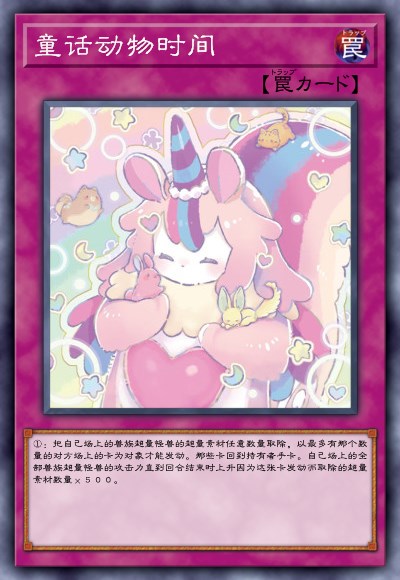 童话动物时间
トラップ
罠
トラップ
【罠カード】
①：把自己场上的兽族超量怪兽的超量素材任意数量取除，以最多有那个数
量的对方场上的卡为对象才能发动。那些卡回到持有者手卡。自己场上的全
部兽族超量怪兽的攻击力直到回合结束时上升因为这张卡发动而取除的超量
素材数量×５００。